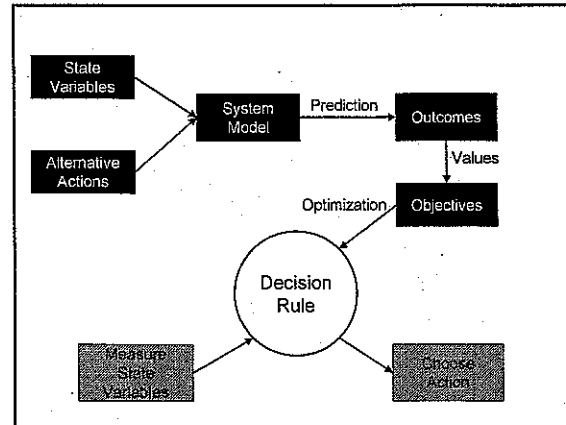 State
Variables
System
Model
Prediction
Outcomes
Alternative
Actions
Values
Optimization
Objectives
Decision
Rule
Measure
State
Variables
Choose
Action